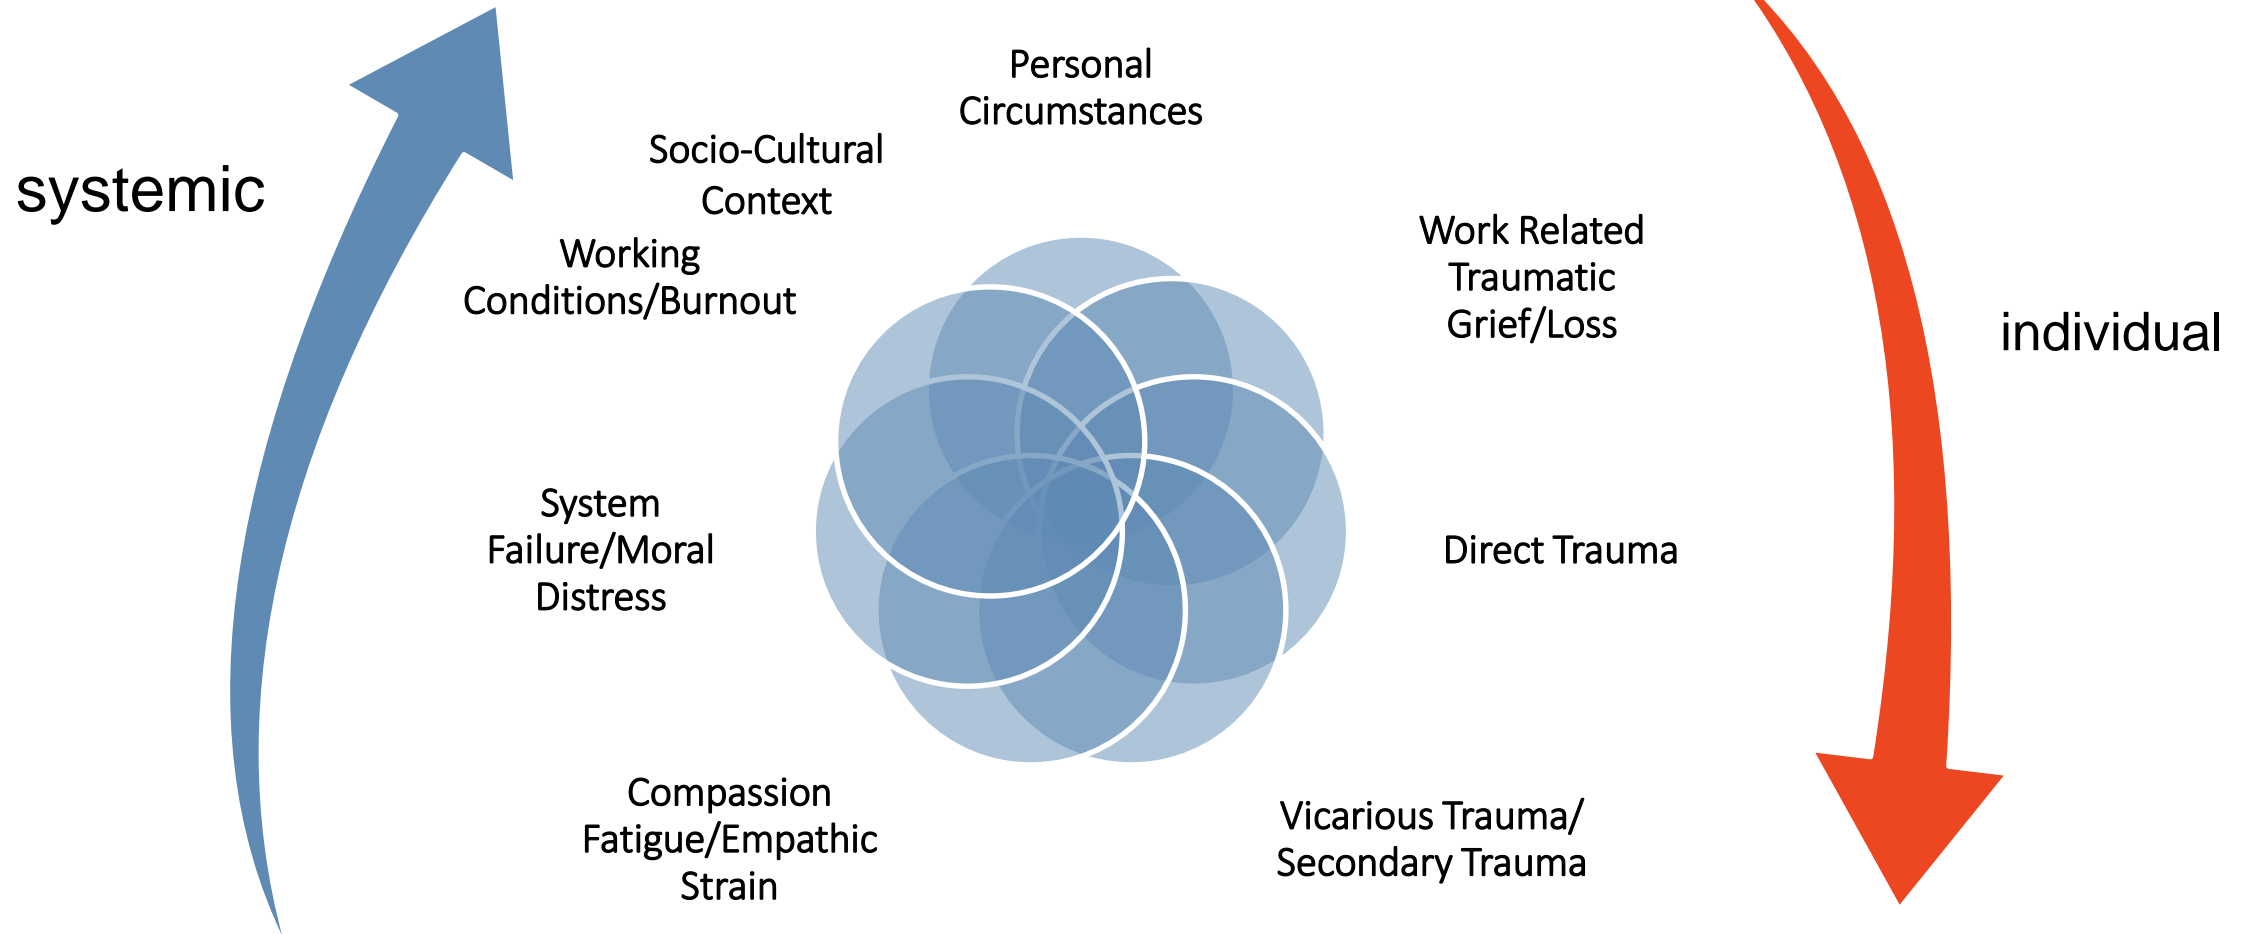 systemic
Personal
Circumstances
Socio-Cultural
Context
Working
Conditions/Burnout
Work Related
Traumatic
Grief/Loss
individual
System
Failure/Moral
Distress
Direct Trauma
Compassion
Fatigue/Empathic
Strain
Vicarious Trauma/
Secondary Trauma